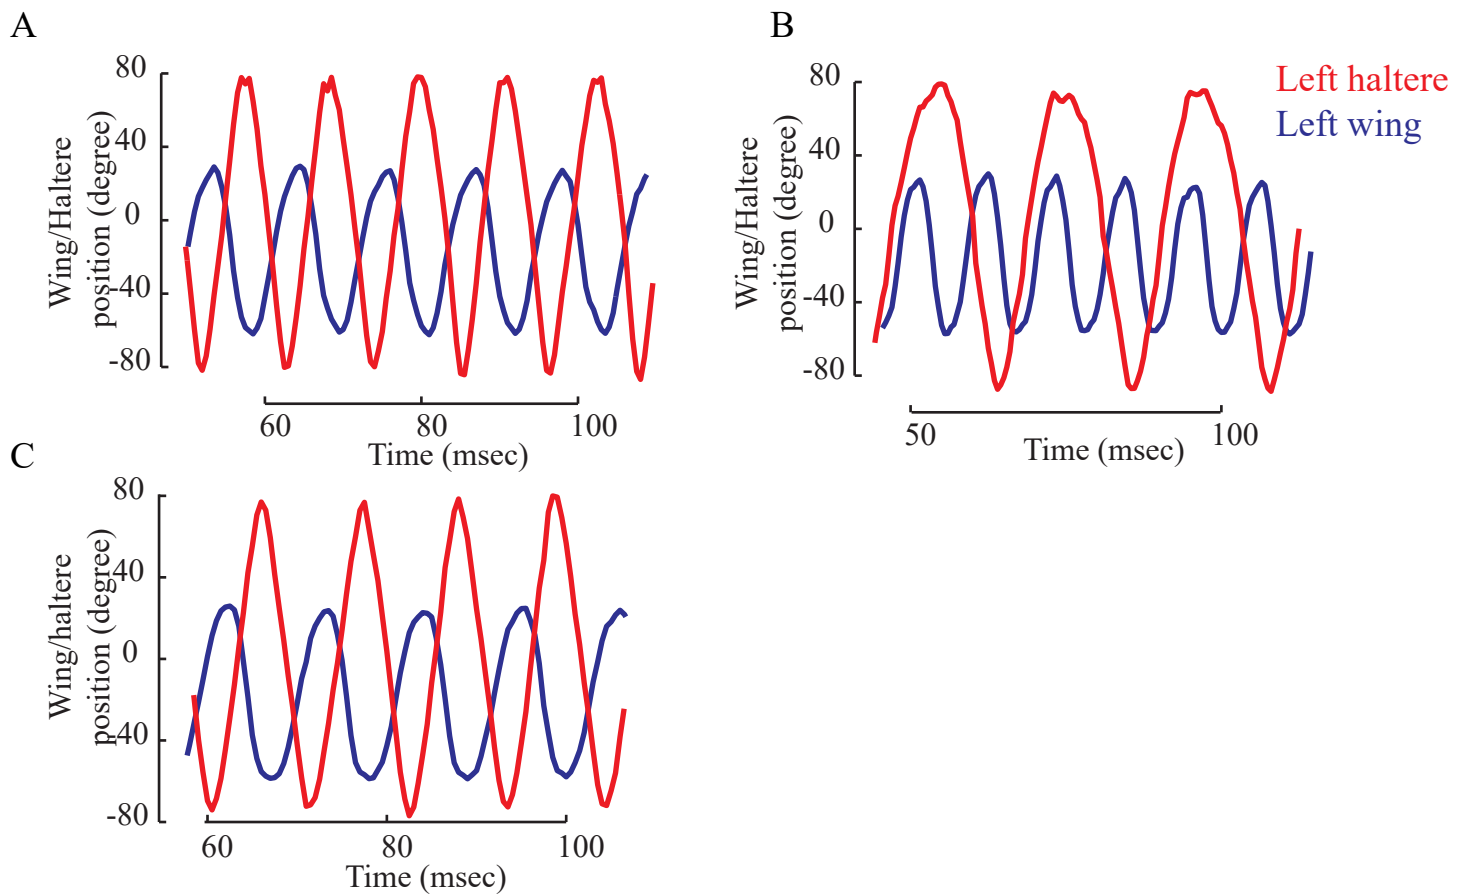 A
80
40
0
-40
-80
Wing/Haltere
position (degree)
60
80
100
Time (msec)
B
80
40
0
-40
-80
Wing/Haltere
position (degree)
50
100
Time (msec)
Left haltere
Left wing
C
80
40
0
-40
-80
Wing/haltere
position (degree)
60
80
100
Time (msec)